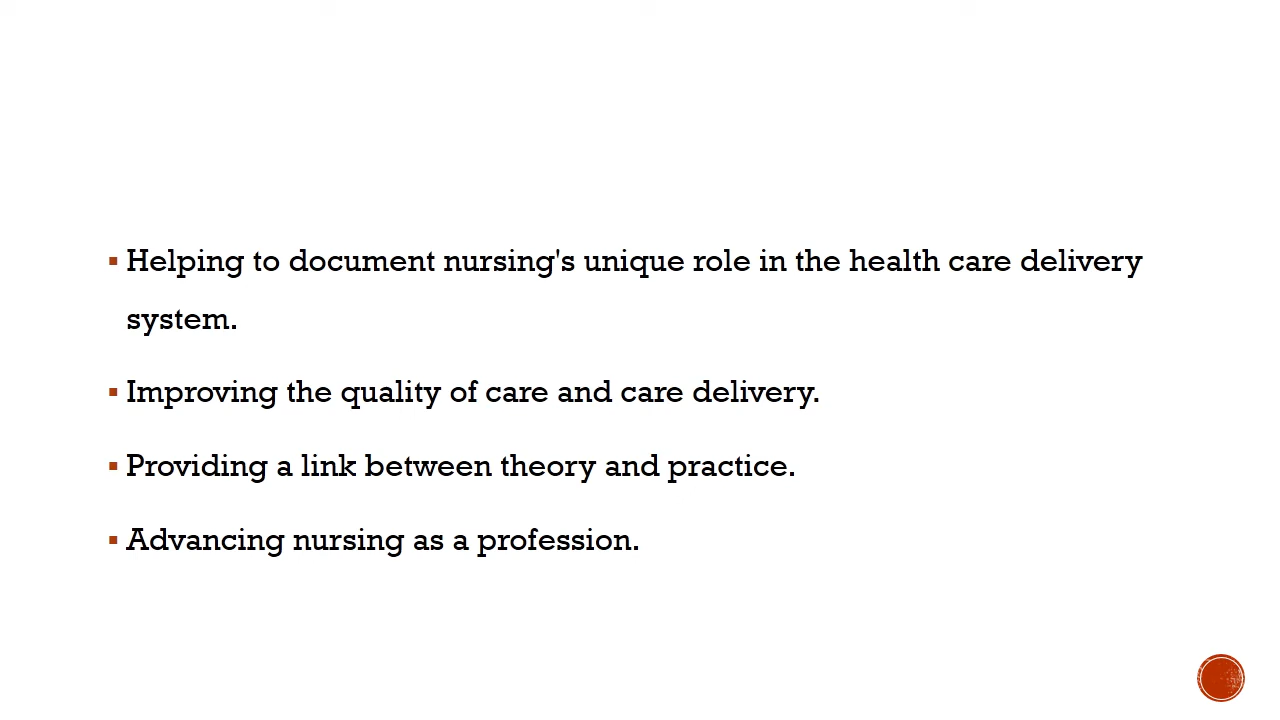 ▪ Helping to document nursing's unique role in the health care delivery
system.
▪ Improving the quality of care and care delivery.
▪ Providing a link between theory and practice.
▪ Advancing nursing as a profession.